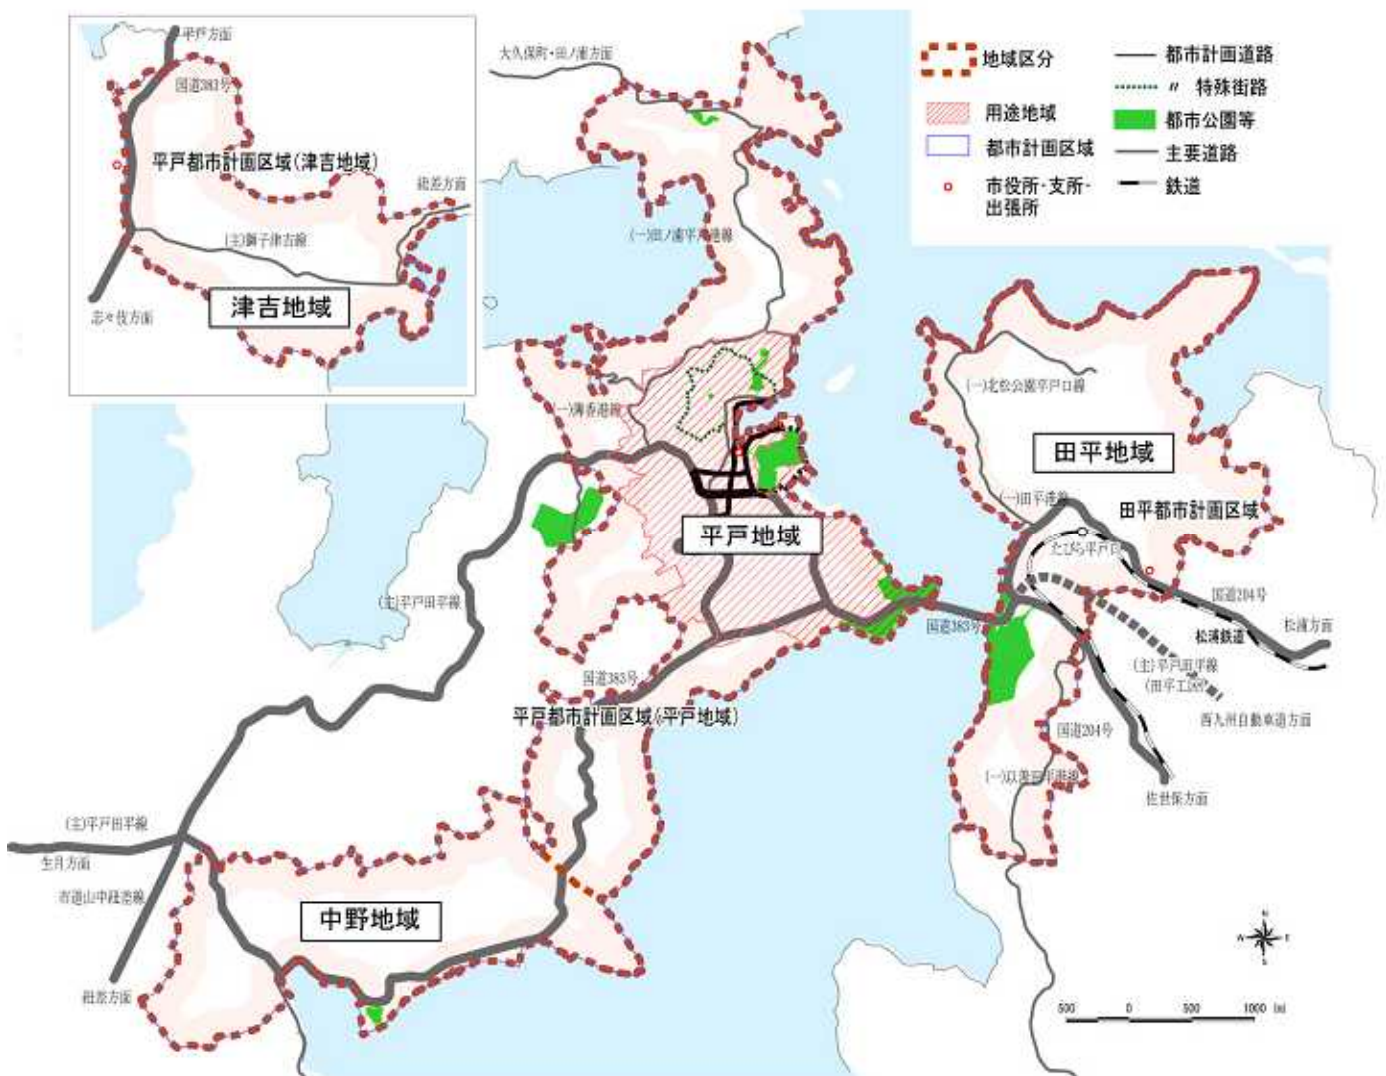 平戸方面
国道383号
平戸都市計画区域(津吉地域)
紐差方面
(主)獅子津吉線
津吉地域
志々伎方面
大久保町・田ノ浦方面
地域区分
用途地域
都市計画区域
市役所・支所・
出張所
都市計画道路
〃 特殊街路
都市公園等
主要道路
鉄道
(一)田ノ浦平戸港線
(一)薄香港線
(一)北松公園平戸口線
田平地域
(一)田平港線
田平都市計画区域
平戸地域
たびら平戸口
(主)平戸田平線
国道383号
国道204号
松浦方面
松浦鉄道
(主)平戸田平線
(田平工区)
西九州自動車道方面
国道383号
平戸都市計画区域(平戸地域)
国道204号
(一)以善田平港線
佐世保方面
(主)平戸田平線
生月方面
市道山中紐差線
中野地域
紐差方面
N
W
E
S
500 0 500 1000 (m)